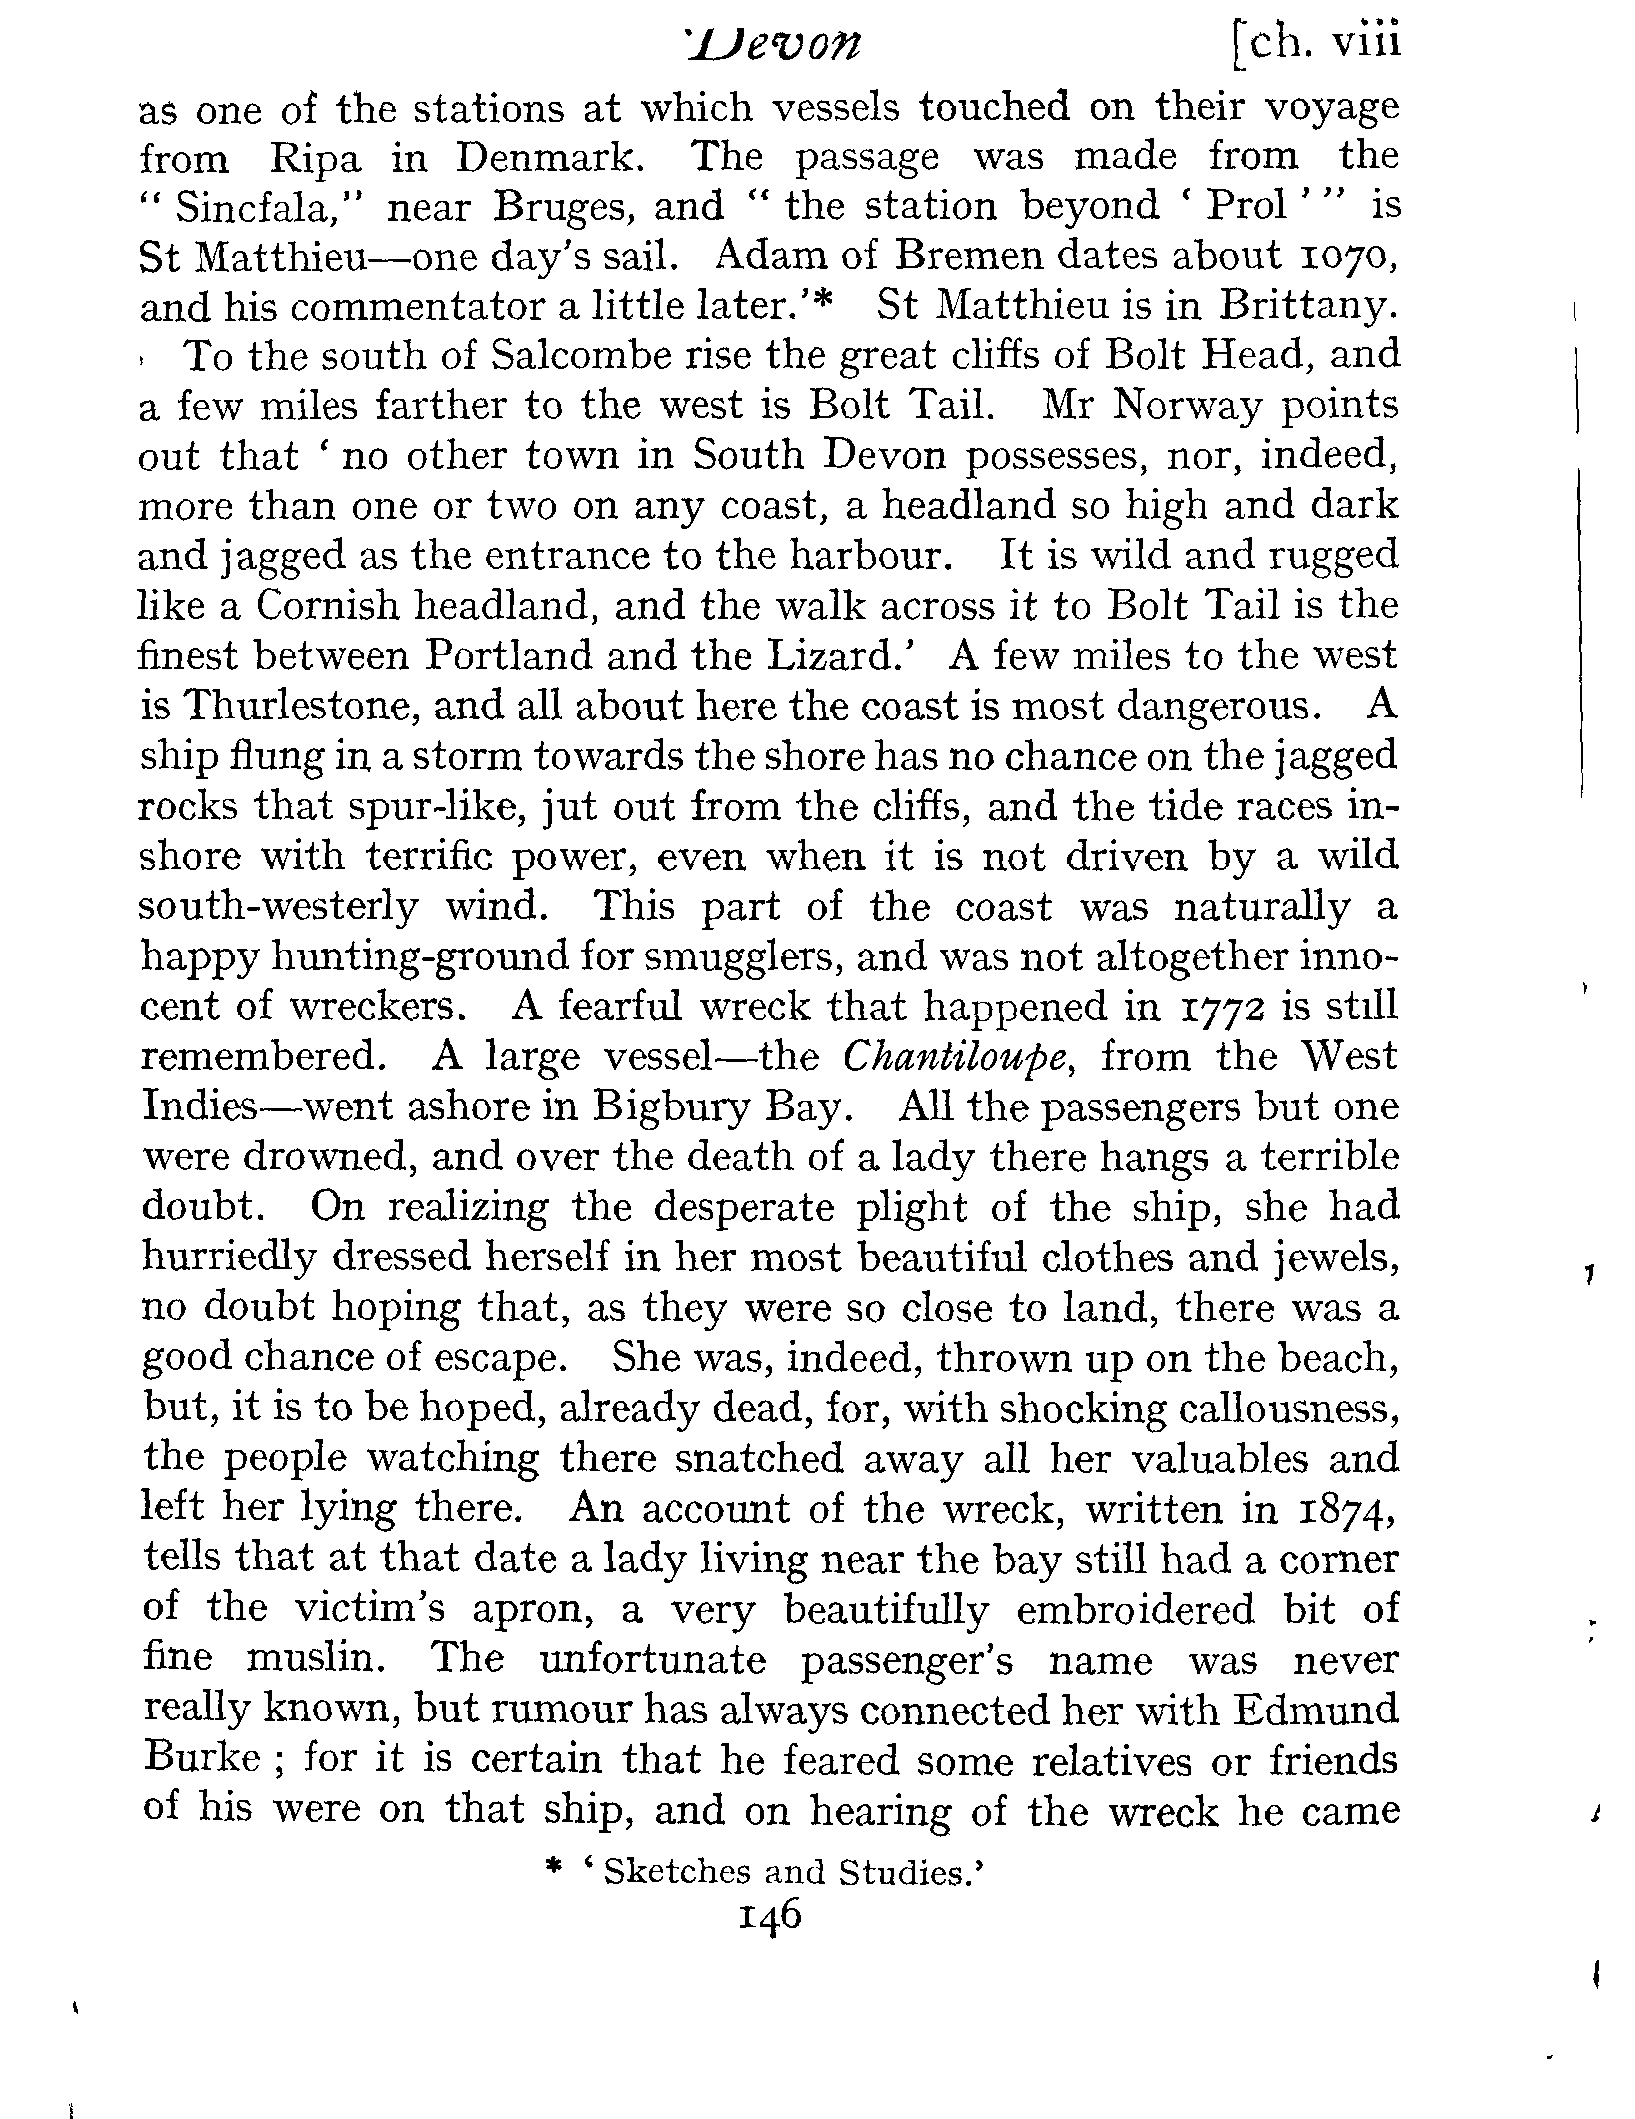 Devon [ch. viii
as one of the stations at which vessels touched on their voyage
from Ripa in Denmark. The passage was made from the
“ Sincfala,” near Bruges, and “ the station beyond ‘ Prol ’ ” is
St Matthieu—one day’s sail. Adam of Bremen dates about 1070,
and his commentator a little later.’* St Matthieu is in Brittany.
To the south of Salcombe rise the great cliffs of Bolt Head, and
a few miles farther to the west is Bolt Tail. Mr Norway points
out that ‘ no other town in South Devon possesses, nor, indeed,
more than one or two on any coast, a headland so high and dark
and jagged as the entrance to the harbour. It is wild and rugged
like a Cornish headland, and the walk across it to Bolt Tail is the
finest between Portland and the Lizard.’ A few miles to the west
is Thurlestone, and all about here the coast is most dangerous. A
ship flung in a storm towards the shore has no chance on the jagged
rocks that spur-like, jut out from the cliffs, and the tide races in-
shore with terrific power, even when it is not driven by a wild
south-westerly wind. This part of the coast was naturally a
happy hunting-ground for smugglers, and was not altogether inno-
cent of wreckers. A fearful wreck that happened in 1772 is still
remembered. A large vessel—the Chantiloupe, from the West
Indies—went ashore in Bigbury Bay. All the passengers but one
were drowned, and over the death of a lady there hangs a terrible
doubt. On realizing the desperate plight of the ship, she had
hurriedly dressed herself in her most beautiful clothes and jewels,
no doubt hoping that, as they were so close to land, there was a
good chance of escape. She was, indeed, thrown up on the beach,
but, it is to be hoped, already dead, for, with shocking callousness,
the people watching there snatched away all her valuables and
left her lying there. An account of the wreck, written in 1874,
tells that at that date a lady living near the bay still had a corner
of the victim’s apron, a very beautifully embroidered bit of
fine muslin. The unfortunate passenger’s name was never
really known, but rumour has always connected her with Edmund
Burke ; for it is certain that he feared some relatives or friends
of his were on that ship, and on hearing of the wreck he came
* ‘ Sketches and Studies.’
146